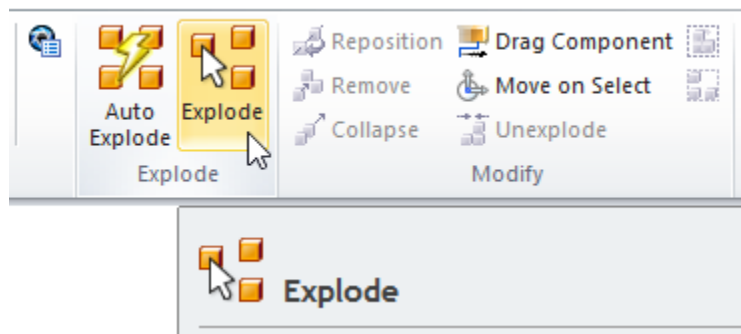 Auto Explode
Explode
Explode
Reposition
Remove
Collapse
Drag Component
Move on Select
Unexplode
Modify
Explode